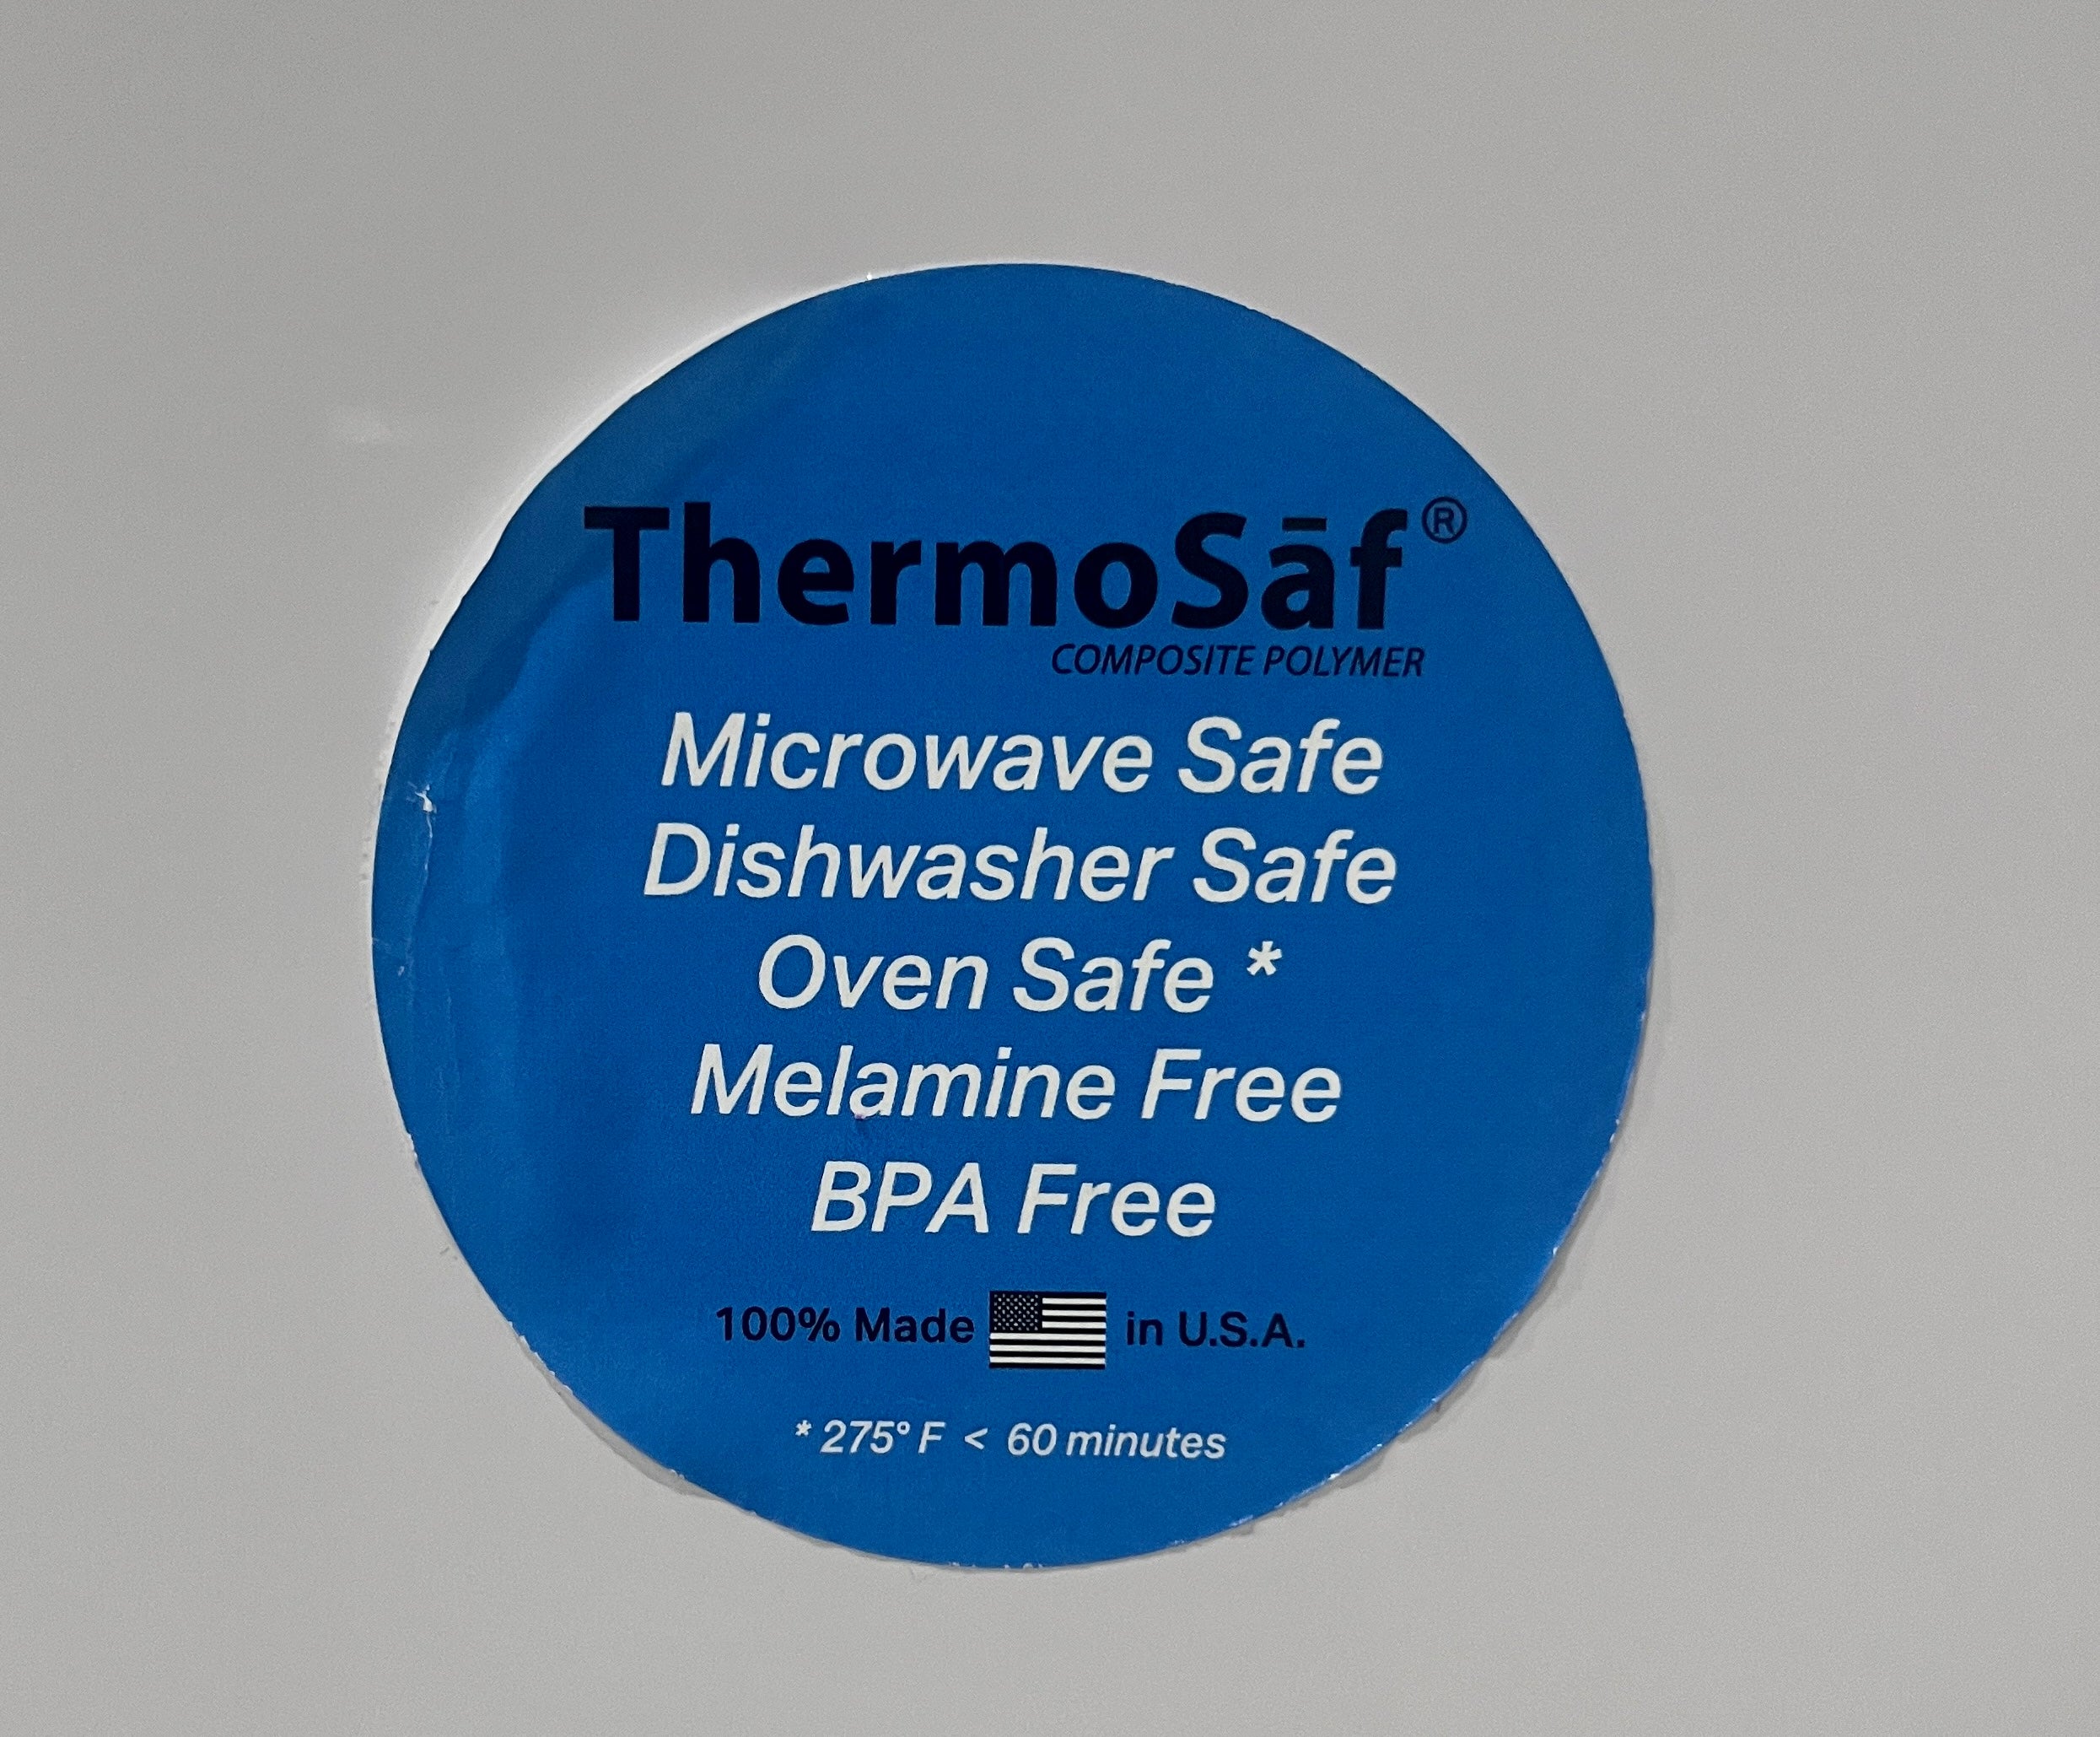 ThermoSāf®
COMPOSITE POLYMER
Microwave Safe
Dishwasher Safe
Oven Safe *
Melamine Free
BPA Free
100% Made in U.S.A.
* 275° F < 60 minutes